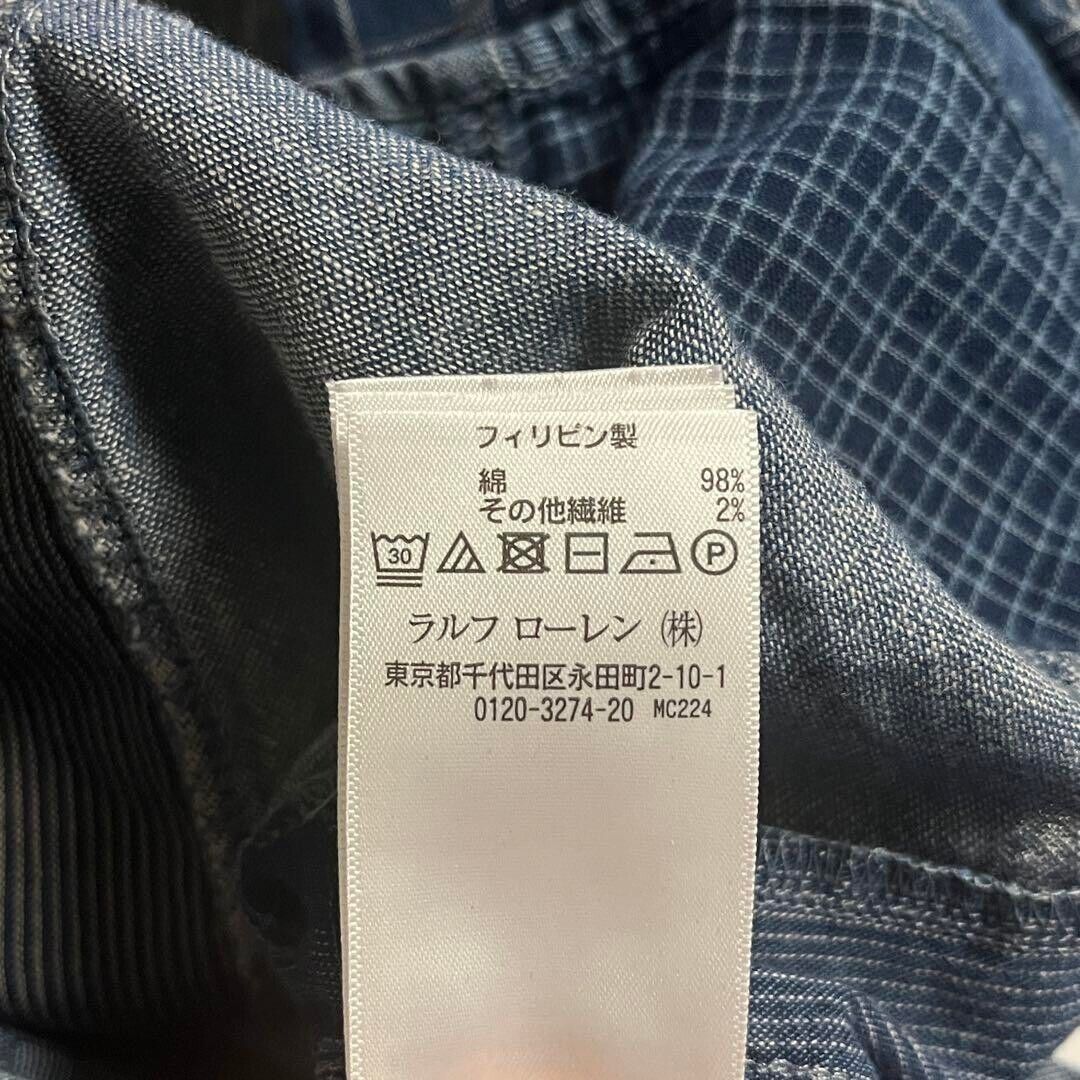 フィリピン製
綿 98%
その他繊維 2%
30 P
ラルフ ローレン (株)
東京都千代田区永田町2-10-1
0120-3274-20 MC224